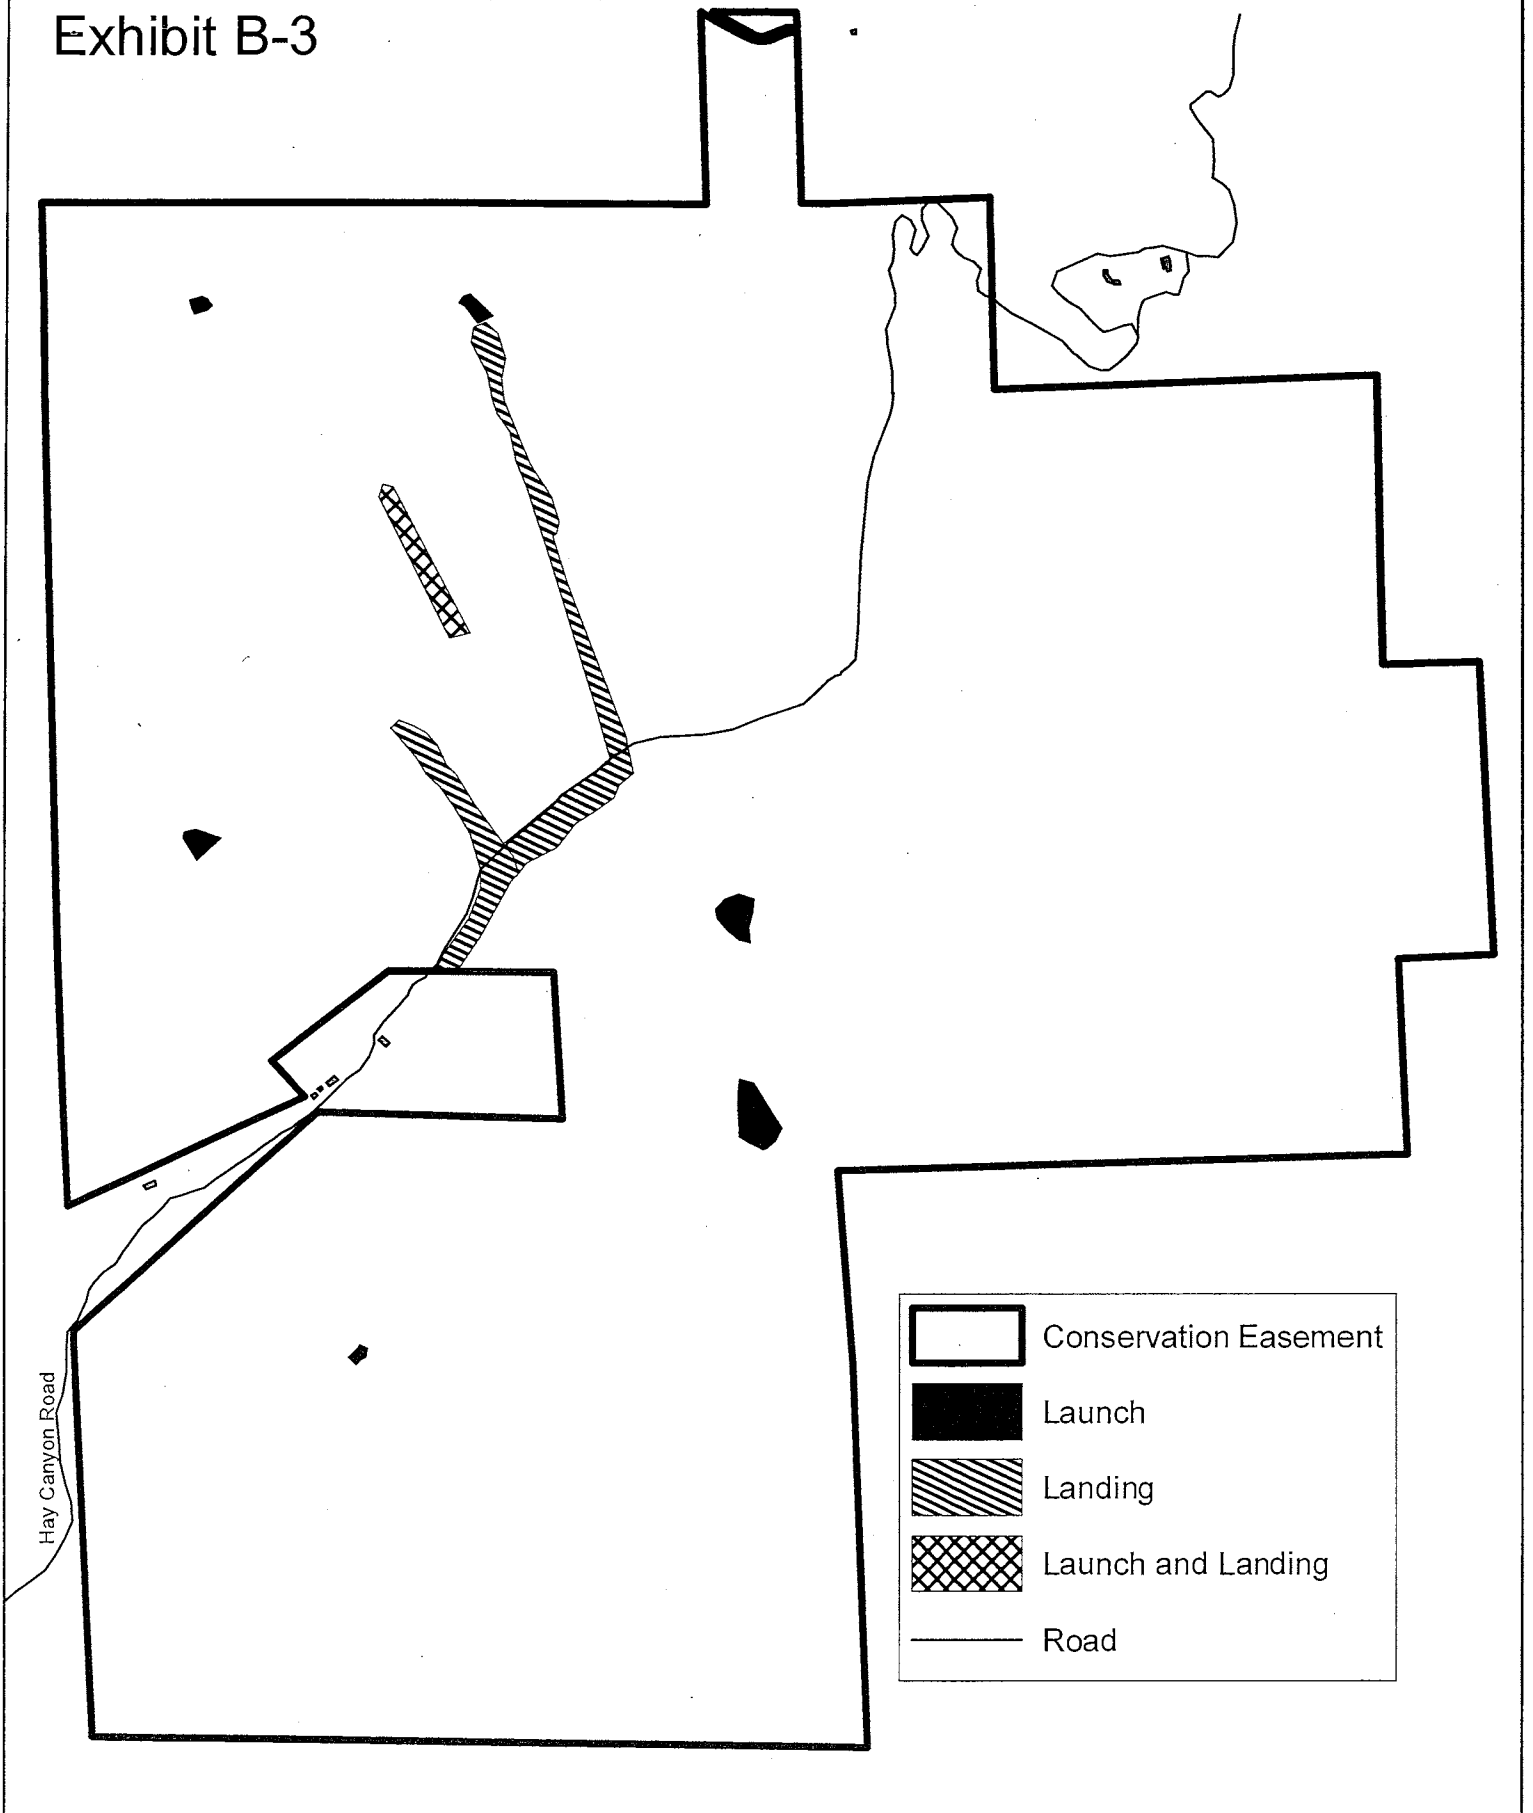 Exhibit B-3
Hay Canyon Road
Conservation Easement
Launch
Landing
Launch and Landing
Road